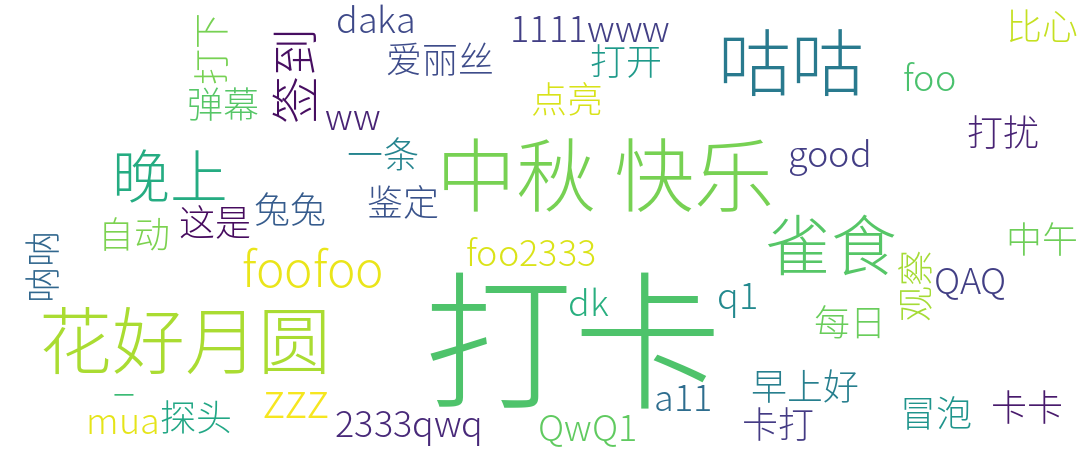 daka
1111www
比心
打下
签到
爱丽丝
打开
咕咕
foo
弹幕
点亮
ww
打扰
晚上
一条
中秋 快乐
good
自动
这是
兔兔
鉴定
雀食
中午
呐呐
foofoo
foo2333
观察
QAQ
花好月圆
打卡
dk
q1
每日
一
mua
探头
zzz
2333qwq
QwQ1
a11
早上好
卡打
冒泡
卡卡